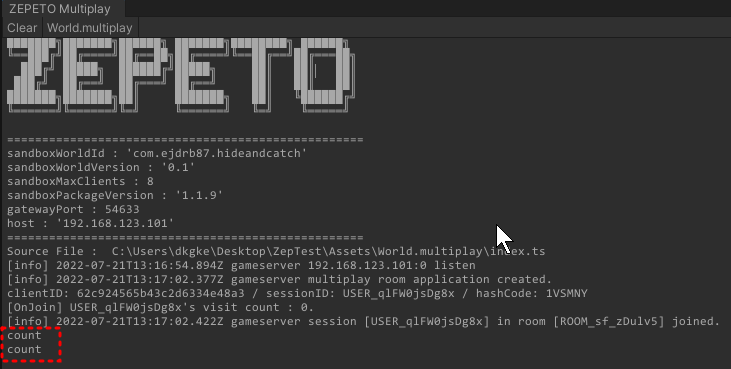 ZEPETO Multiplay
Clear World.multiplay
ZEPETO
===================================================
sandboxWorldId : 'com.ejdrb87.hideandcatch'
sandboxWorldVersion : '0.1'
sandboxMaxClients : 8
sandboxPackageVersion : '1.1.9'
gatewayPort : 54633
host : '192.168.123.101'
===================================================
Source File :  C:\Users\dkgke\Desktop\ZepTest\Assets\World.multiplay\index.ts
[info] 2022-07-21T13:16:54.894Z gameserver 192.168.123.101:0 listen
[info] 2022-07-21T13:17:02.377Z gameserver multiplay room application created.
clientID: 62c924565b43c2d6334e48a3 / sessionID: USER_qlFW0jsDg8x / hashCode: 1VSMNY
[OnJoin] USER_qlFW0jsDg8x's visit count : 0.
[info] 2022-07-21T13:17:02.422Z gameserver session [USER_qlFW0jsDg8x] in room [ROOM_sf_zDulv5] joined.
count
count